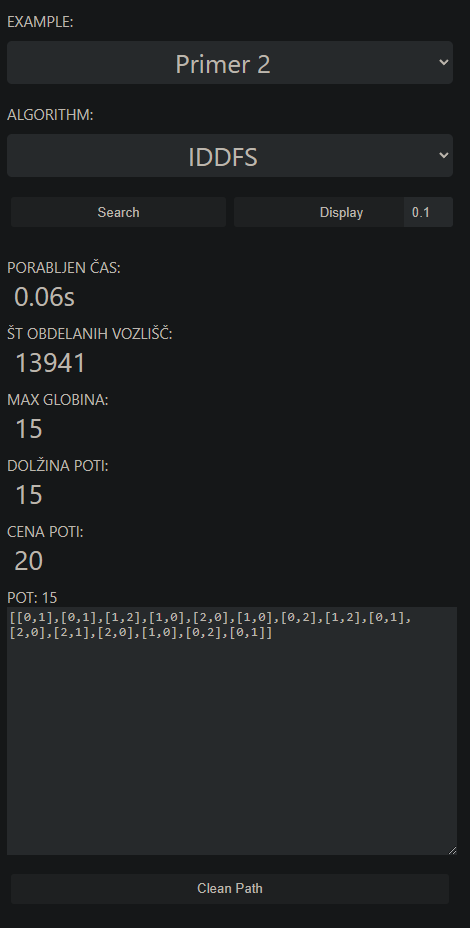 EXAMPLE:
Primer 2
ALGORITHM:
IDDFS
Search Display 0.1
PORABLJEN ČAS:
0.06s
ŠT OBDELANIH VOZLIŠČ:
13941
MAX GLOBINA:
15
DOLŽINA POTI:
15
CENA POTI:
20
POT: 15
[[0,1],[0,1],[1,2],[1,0],[2,0],[1,0],[0,2],[1,2],[0,1],
[2,0],[2,1],[2,0],[1,0],[0,2],[0,1]]
Clean Path